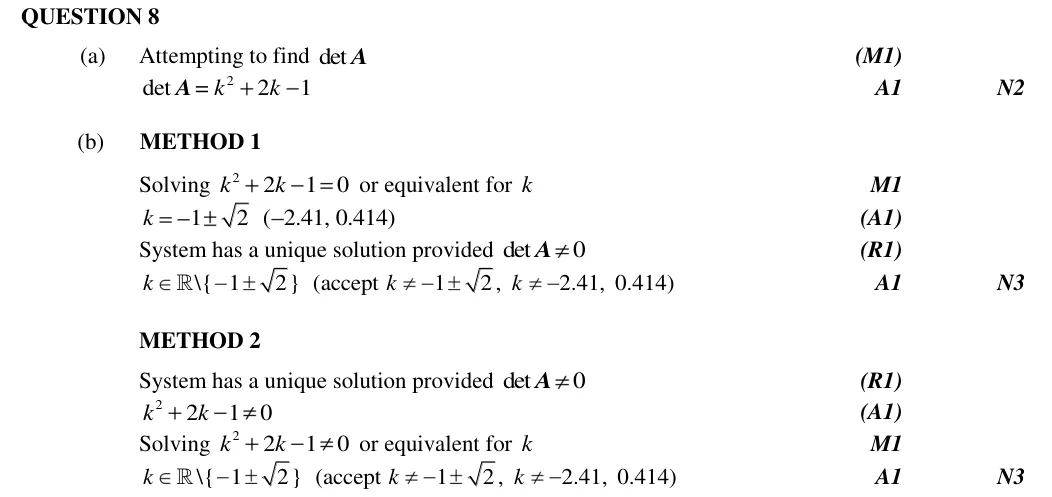 QUESTION 8
(a) Attempting to find det A (M1)
det A = k² + 2k − 1 A1 N2
(b) METHOD 1
Solving k² + 2k − 1 = 0 or equivalent for k M1
k = −1 ± √2 (−2.41, 0.414) (A1)
System has a unique solution provided det A ≠ 0 (R1)
k ∈ ℝ\{−1 ± √2} (accept k ≠ −1 ± √2, k ≠ −2.41, 0.414) A1 N3
METHOD 2
System has a unique solution provided det A ≠ 0 (R1)
k² + 2k − 1 ≠ 0 (A1)
Solving k² + 2k − 1 ≠ 0 or equivalent for k M1
k ∈ ℝ\{−1 ± √2} (accept k ≠ −1 ± √2, k ≠ −2.41, 0.414) A1 N3